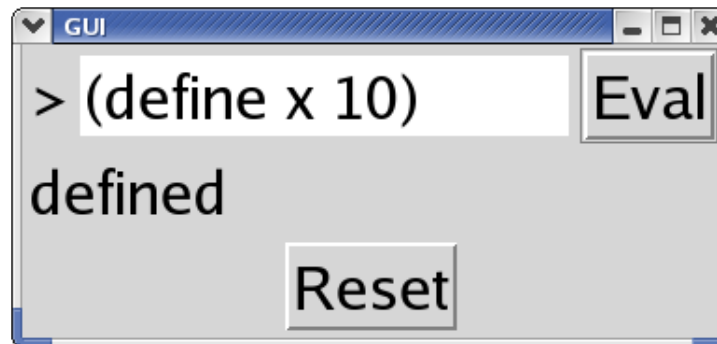 GUI
> (define x 10) Eval
defined
Reset